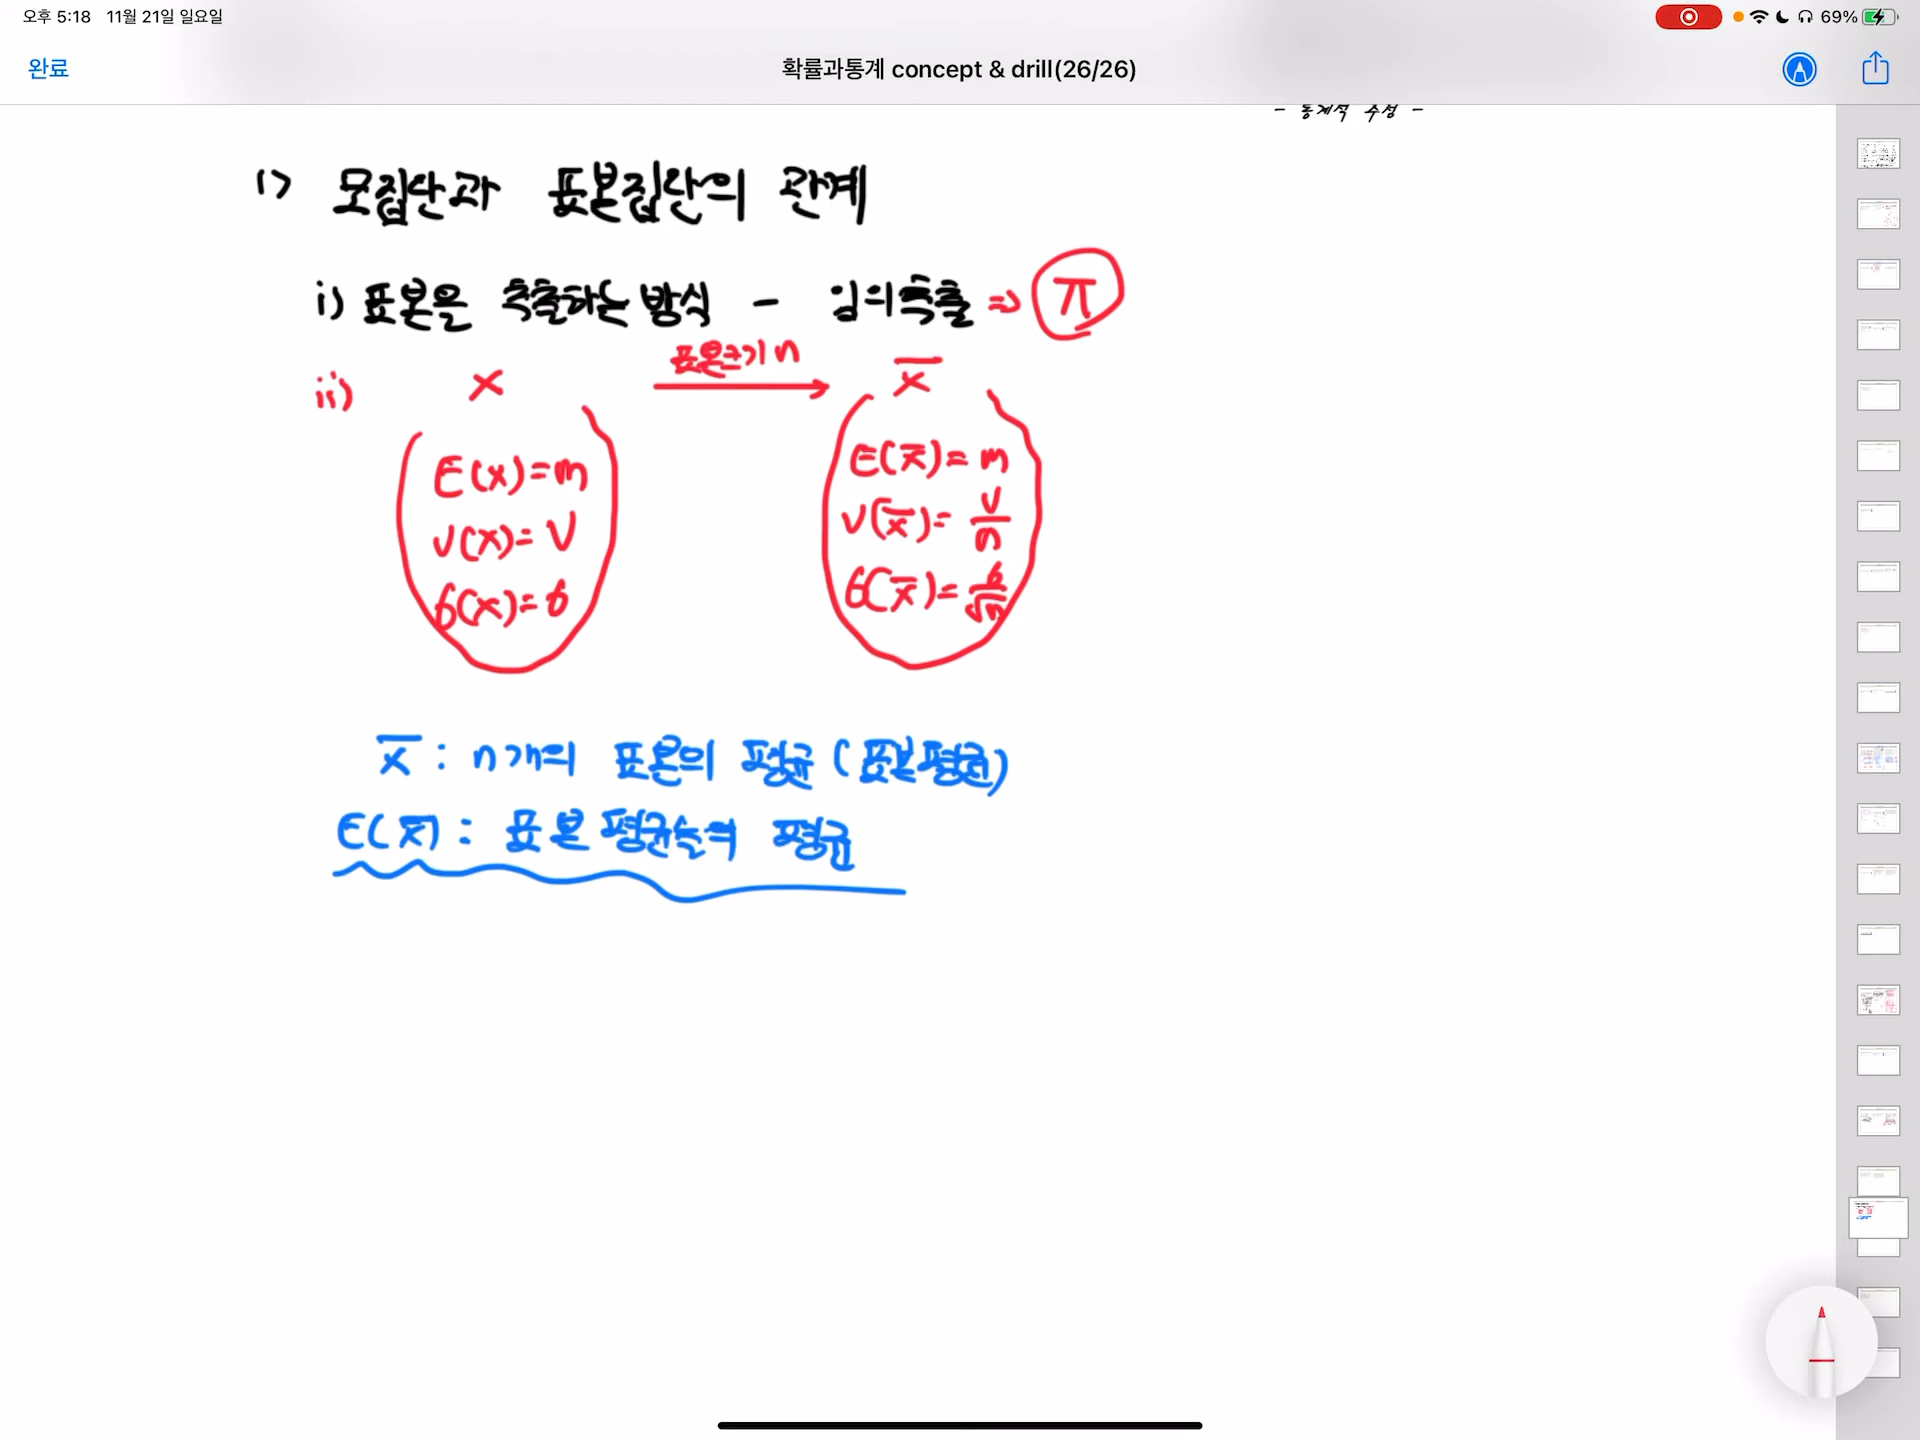 오후 5:18 11월 21일 일요일
69%
완료
확률과통계 concept & drill(26/26)
- 통계적 추정 -
1> 모집단과 표본집단의 관계
i) 표본을 추출하는 방식 - 임의추출 => π
ii) X 표본크기 n X̄
E(X)=m
V(X)=V
σ(X)=σ
E(X̄)=m
V(X̄)=V/n
σ(X̄)=σ/√n
X̄ : n개의 표본의 평균 (표본평균)
E(X̄) : 표본평균들의 평균